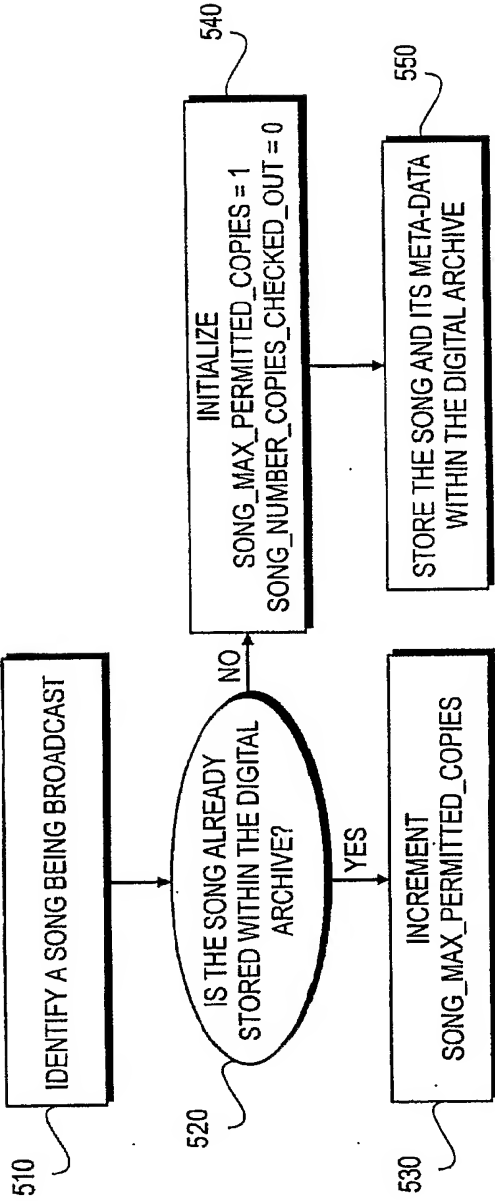 510
IDENTIFY A SONG BEING BROADCAST
520
IS THE SONG ALREADY
STORED WITHIN THE DIGITAL
ARCHIVE?
NO
YES
530
INCREMENT
SONG_MAX_PERMITTED_COPIES
540
INITIALIZE
SONG_MAX_PERMITTED_COPIES = 1
SONG_NUMBER_COPIES_CHECKED_OUT = 0
550
STORE THE SONG AND ITS META-DATA
WITHIN THE DIGITAL ARCHIVE